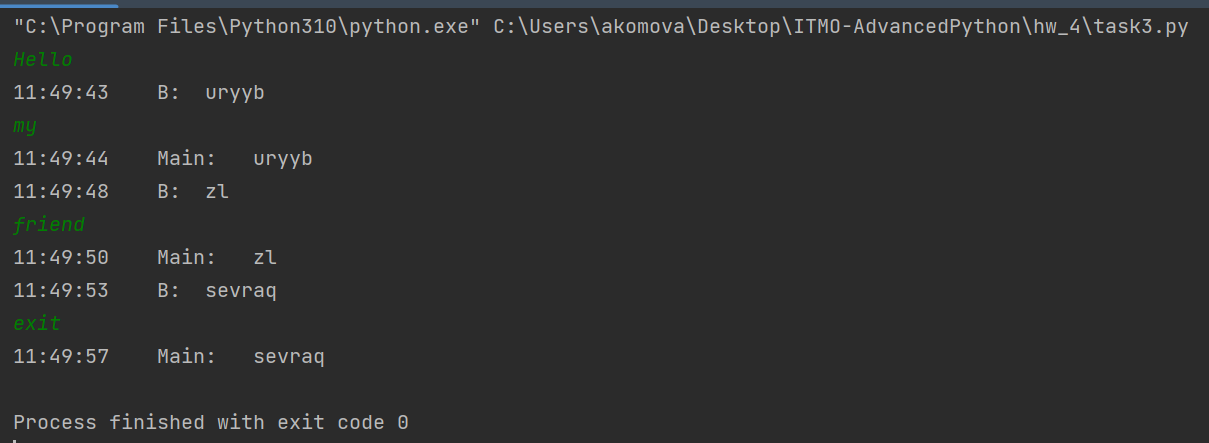 "C:\Program Files\Python310\python.exe" C:\Users\akomova\Desktop\ITMO-AdvancedPython\hw_4\task3.py
Hello
11:49:43    B:  uryyb
my
11:49:44    Main:   uryyb
11:49:48    B:  zl
friend
11:49:50    Main:   zl
11:49:53    B:  sevraq
exit
11:49:57    Main:   sevraq
Process finished with exit code 0